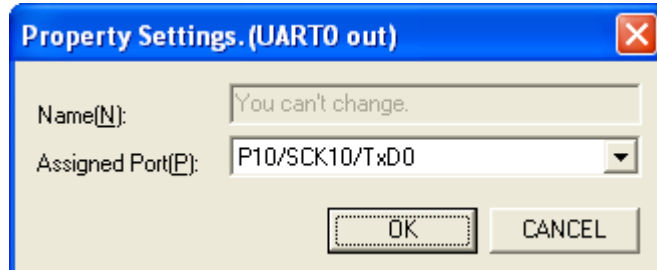 Property Settings.(UART0 out)
Name(N):
You can't change.
Assigned Port(P):
P10/SCK10/TxD0
OK
CANCEL